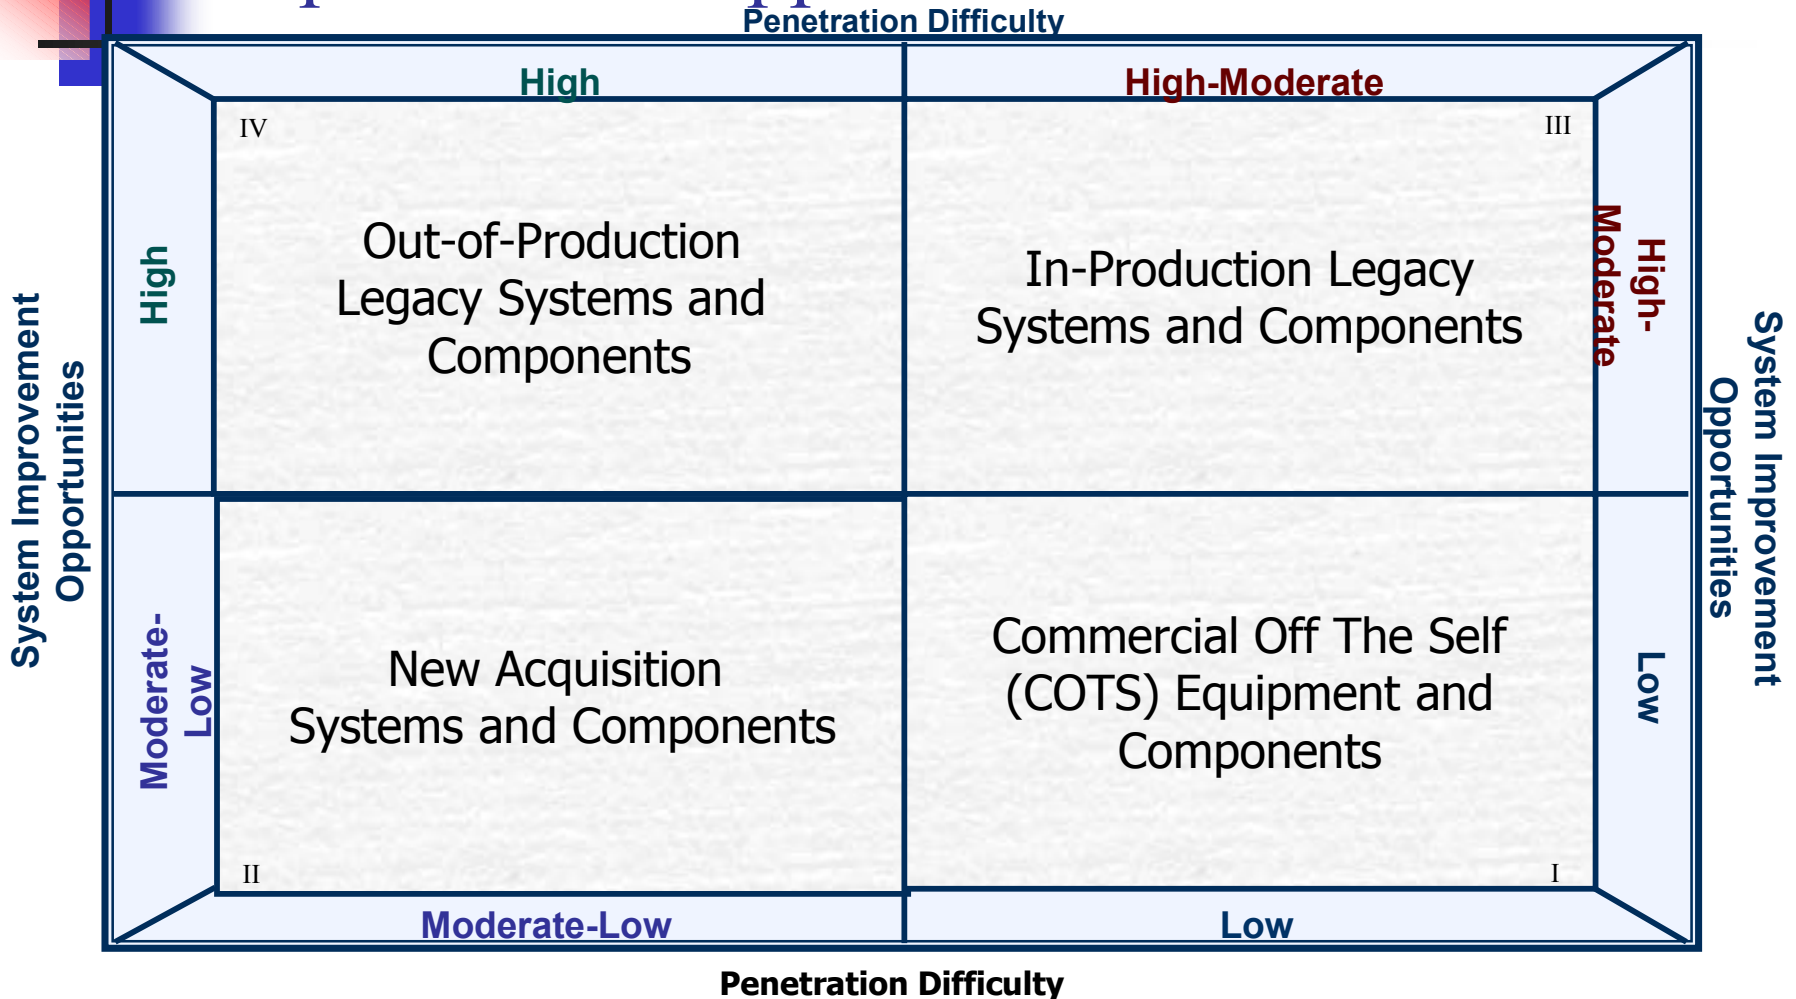 Penetration Difficulty
High
High-Moderate
IV
III
Out-of-Production
Legacy Systems and
Components
In-Production Legacy
Systems and Components
High
High-
Moderate
System Improvement
Opportunities
System Improvement
Opportunities
New Acquisition
Systems and Components
Commercial Off The Self
(COTS) Equipment and
Components
Moderate-
Low
Low
II
I
Moderate-Low
Low
Penetration Difficulty